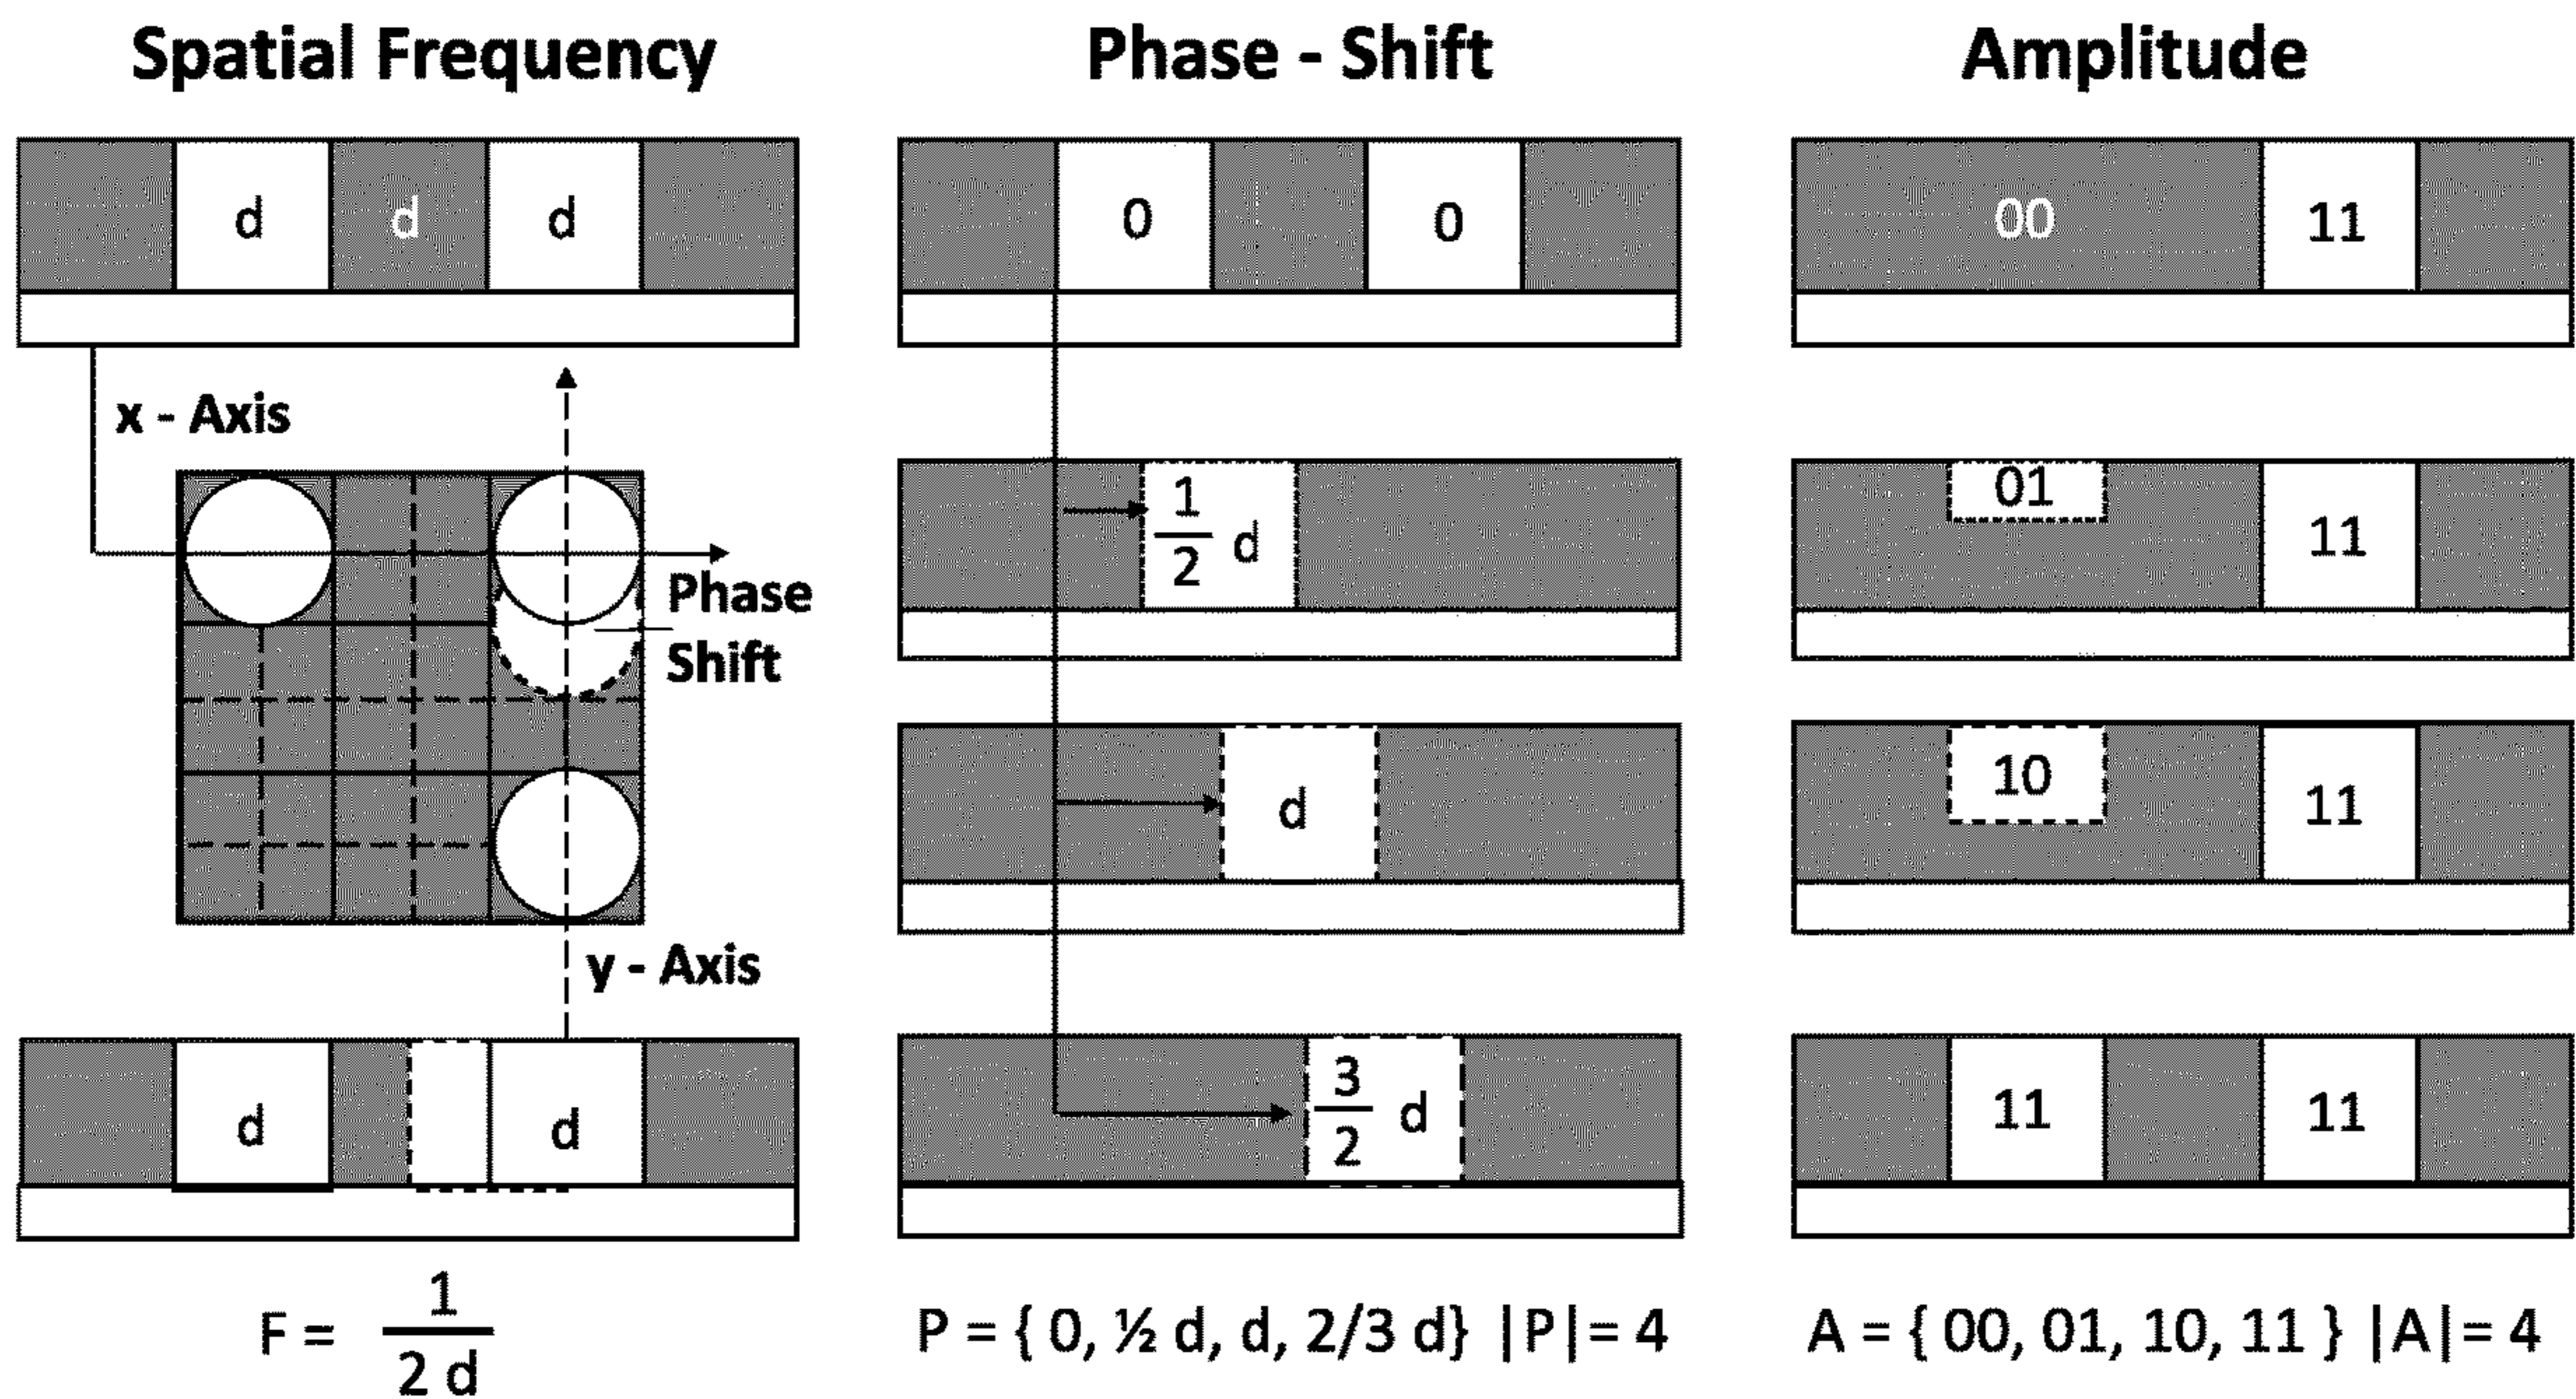 Spatial Frequency
d d d
x - Axis
Phase
Shift
y - Axis
d d
F = 1
2 d
Phase - Shift
0 0
1
2 d
d
3
2 d
P = { 0, ½ d, d, 2/3 d} |P|= 4
Amplitude
00 11
01
11
10
11
11 11
A = { 00, 01, 10, 11 } |A|= 4